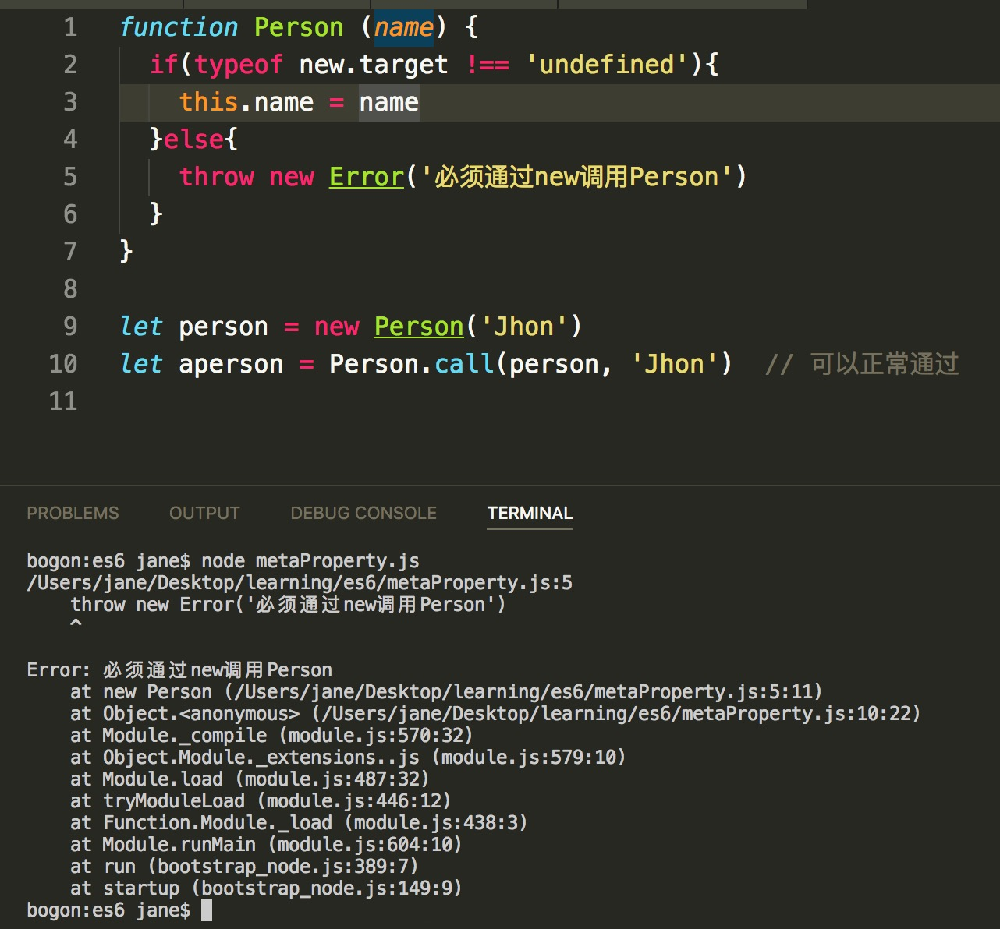 1 function Person (name) {
2 if(typeof new.target !== 'undefined'){
3 this.name = name
4 }else{
5 throw new Error('必须通过new调用Person')
6 }
7 }
8
9 let person = new Person('Jhon')
10 let aperson = Person.call(person, 'Jhon')  // 可以正常通过
11
PROBLEMS OUTPUT DEBUG CONSOLE TERMINAL
bogon:es6 jane$ node metaProperty.js
/Users/jane/Desktop/learning/es6/metaProperty.js:5
throw new Error('必须通过new调用Person')
^
Error: 必须通过new调用Person
at new Person (/Users/jane/Desktop/learning/es6/metaProperty.js:5:11)
at Object.<anonymous> (/Users/jane/Desktop/learning/es6/metaProperty.js:10:22)
at Module._compile (module.js:570:32)
at Object.Module._extensions..js (module.js:579:10)
at Module.load (module.js:487:32)
at tryModuleLoad (module.js:446:12)
at Function.Module._load (module.js:438:3)
at Module.runMain (module.js:604:10)
at run (bootstrap_node.js:389:7)
at startup (bootstrap_node.js:149:9)
bogon:es6 jane$